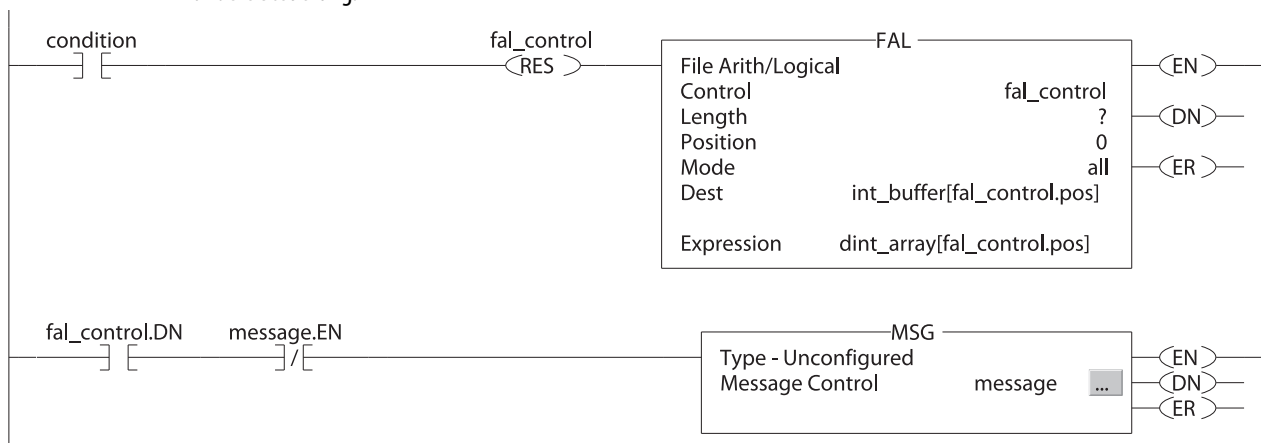 condition
fal_control
RES
FAL
File Arith/Logical
Control fal_control
Length ?
Position 0
Mode all
Dest int_buffer[fal_control.pos]
Expression dint_array[fal_control.pos]
EN
DN
ER
fal_control.DN
message.EN
/
MSG
Type - Unconfigured
Message Control message ...
EN
DN
ER